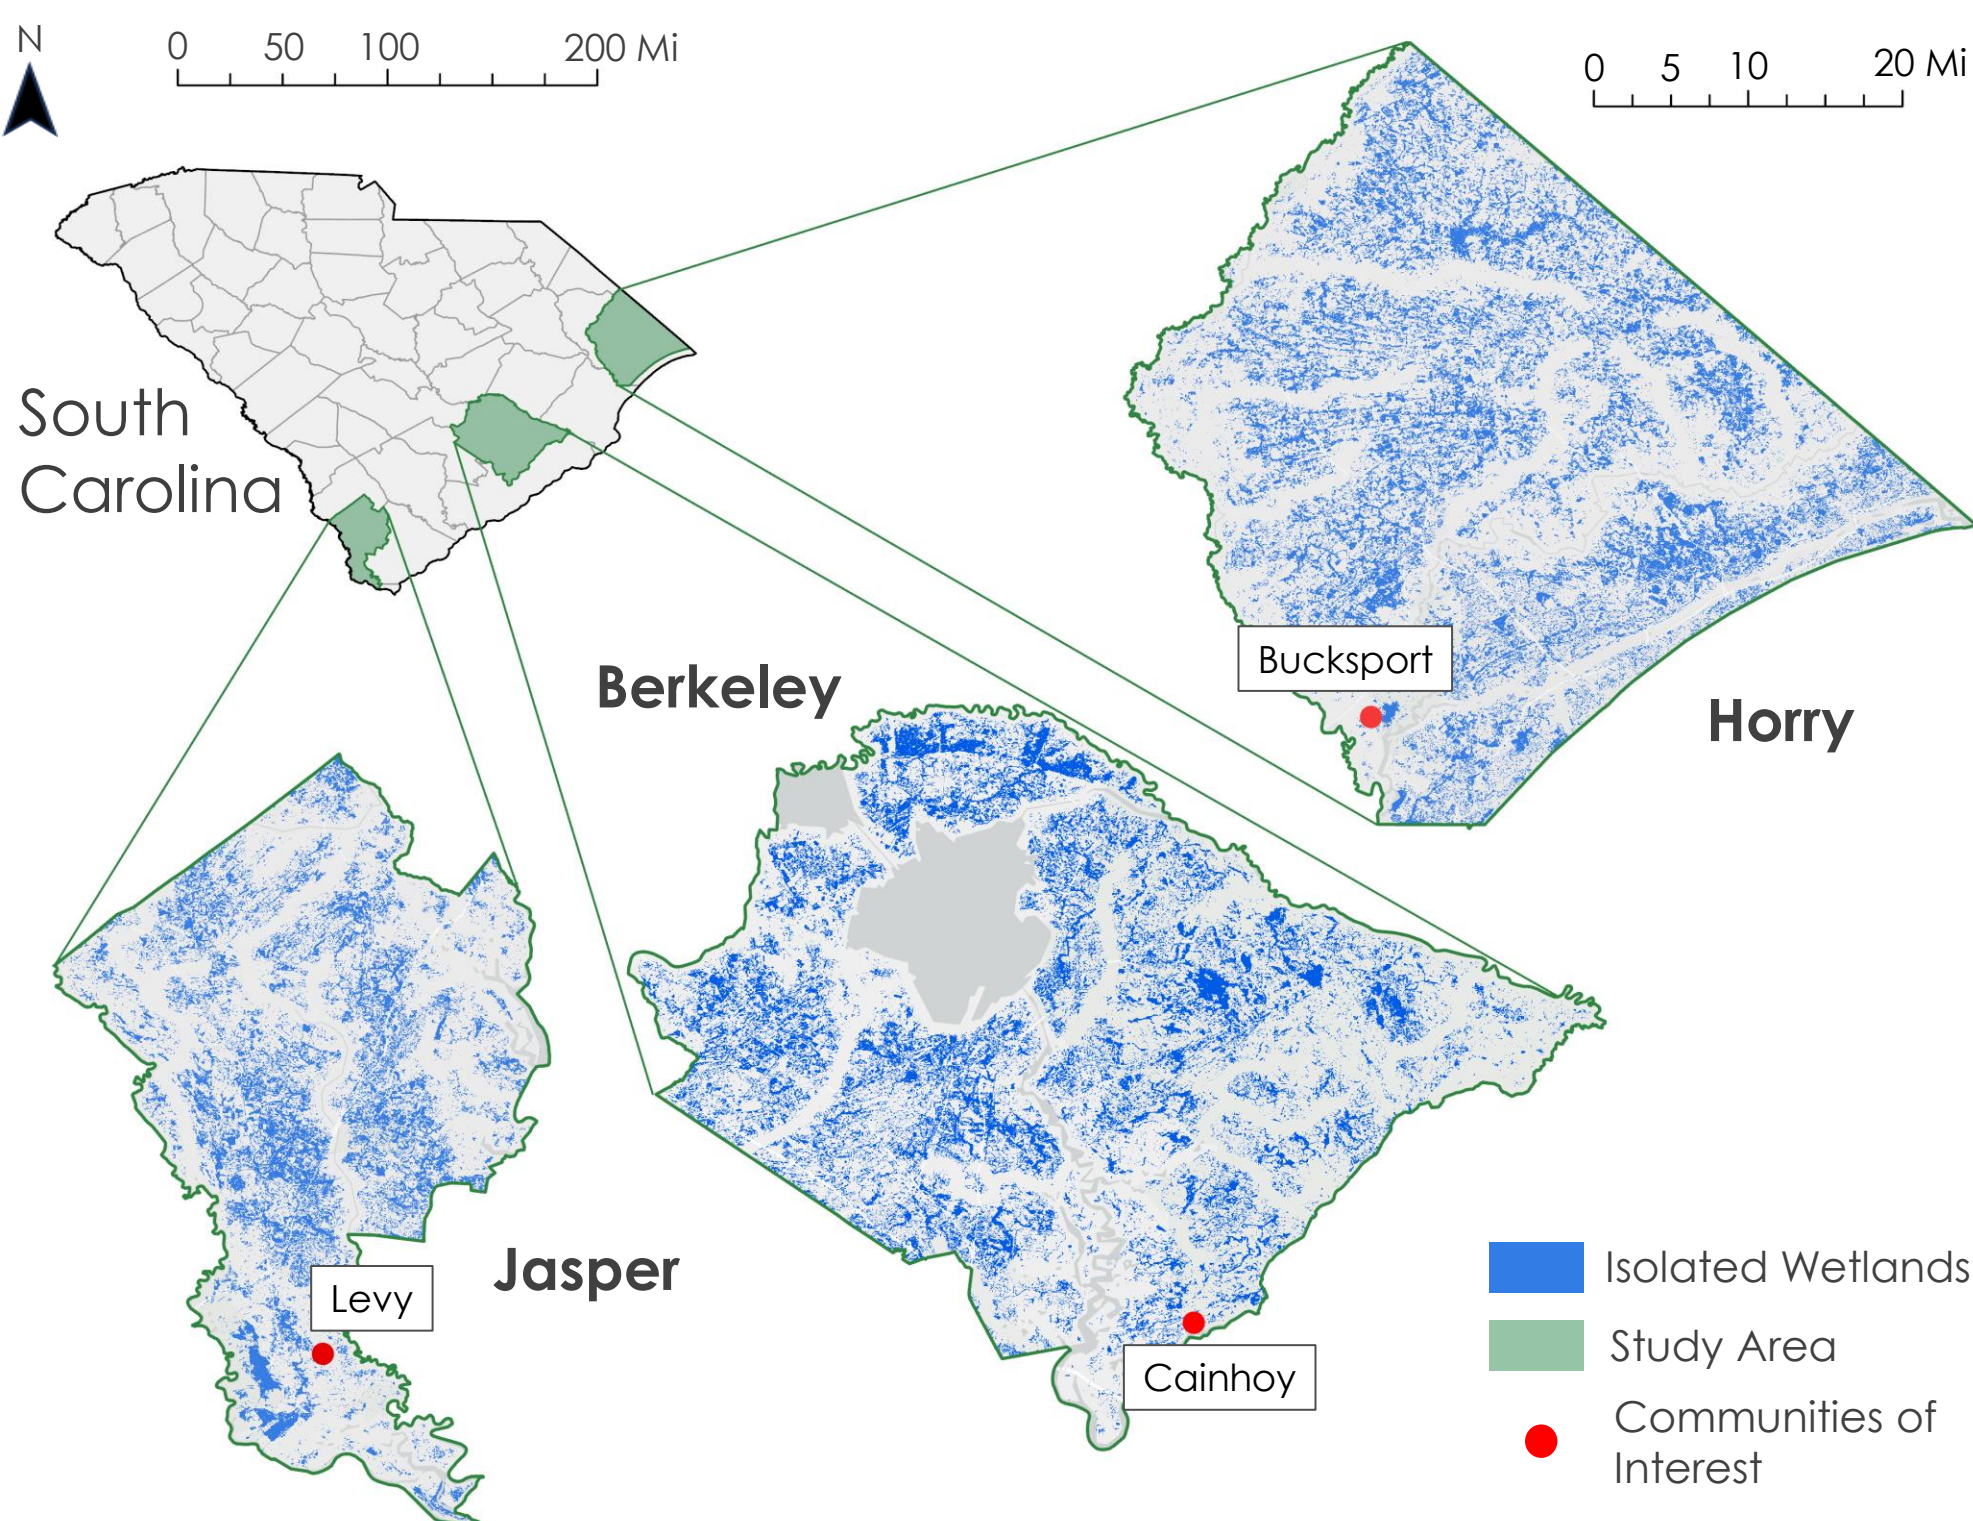 N
0 50 100 200 Mi
0 5 10 20 Mi
South
Carolina
Bucksport
Berkeley
Horry
Jasper
Levy
Cainhoy
Isolated Wetlands
Study Area
Communities of
Interest